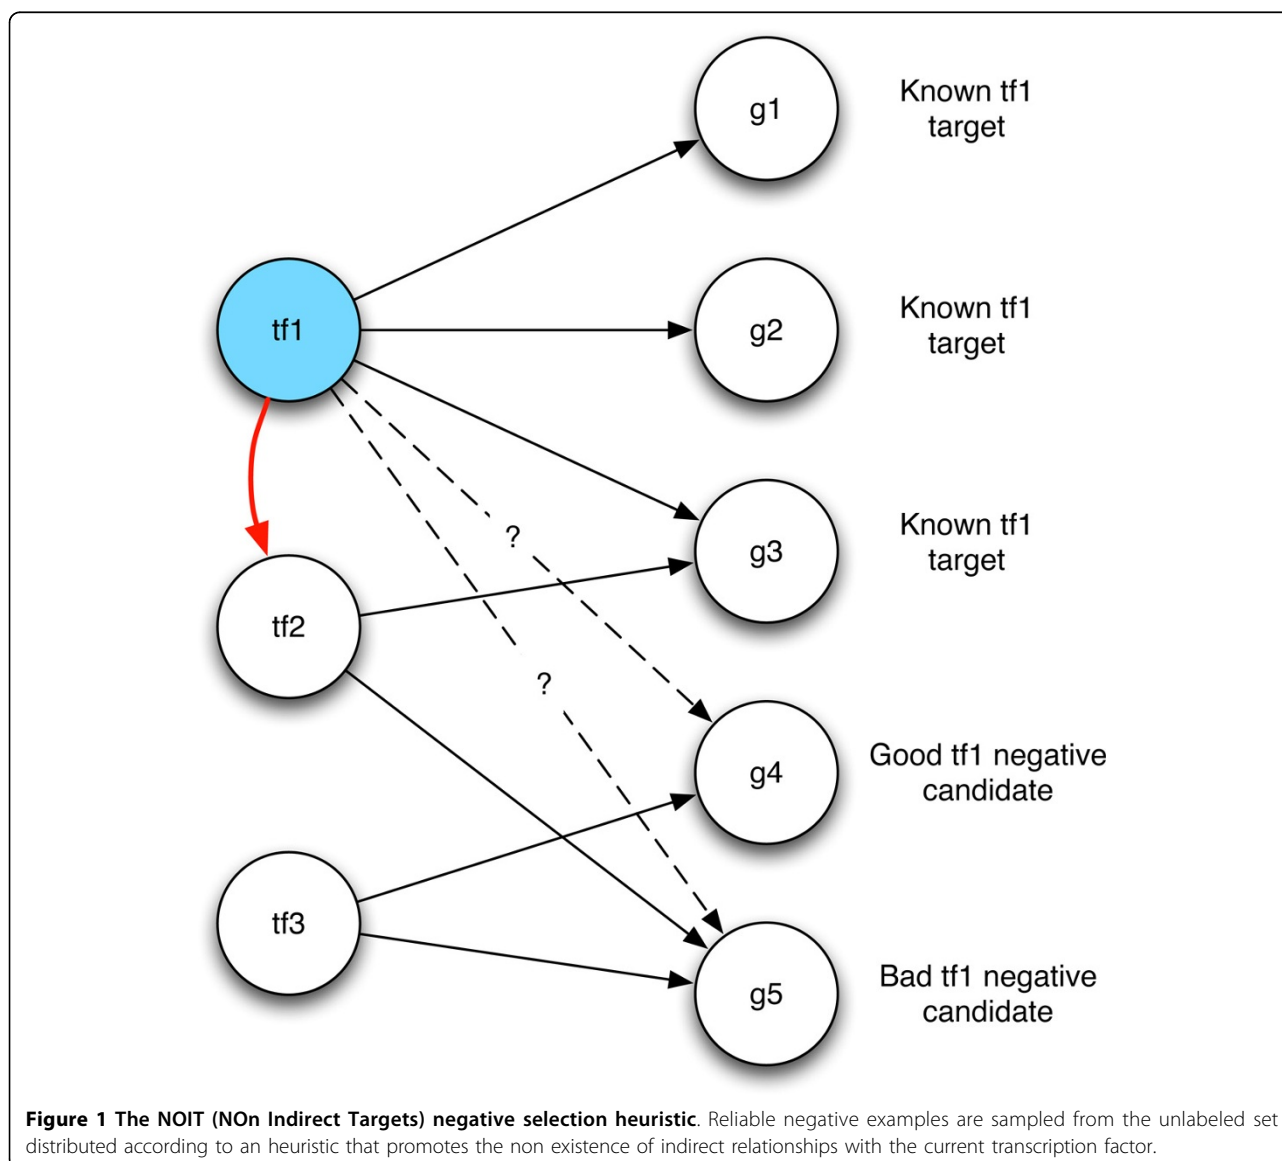 g1
Known tf1
target
tf1
g2
Known tf1
target
g3
Known tf1
target
?
tf2
?
g4
Good tf1 negative
candidate
tf3
g5
Bad tf1 negative
candidate
Figure 1 The NOIT (NOn Indirect Targets) negative selection heuristic. Reliable negative examples are sampled from the unlabeled set
distributed according to an heuristic that promotes the non existence of indirect relationships with the current transcription factor.